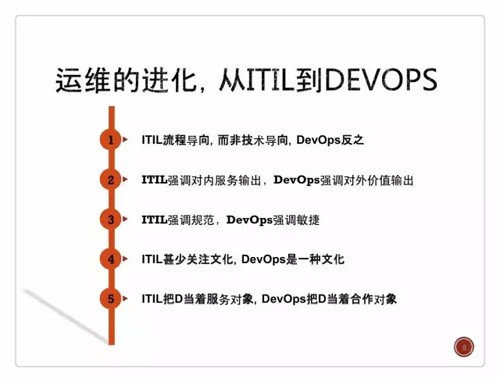 运维的进化, 从ITIL到DEVOPS
1 ITIL流程导向, 而非技术导向, DevOps反之
2 ITIL强调对内服务输出，DevOps强调对外价值输出
3 ITIL强调规范，DevOps强调敏捷
4 ITIL甚少关注文化, DevOps是一种文化
5 ITIL把D当着服务对象, DevOps把D当着合作对象